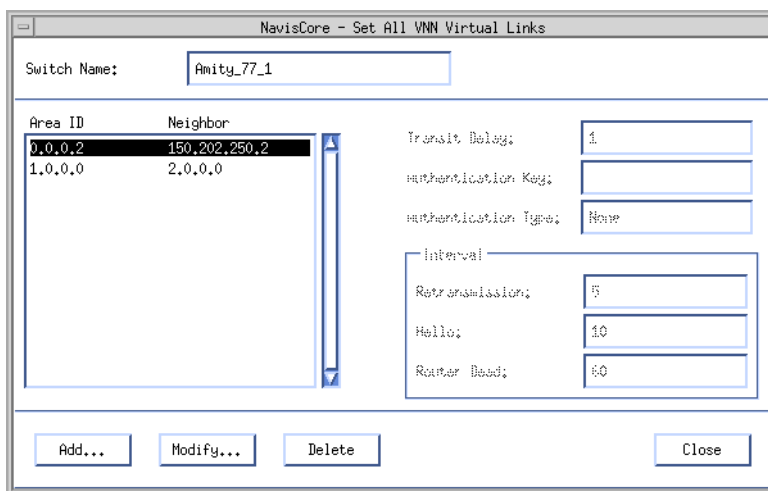 NavisCore - Set All VNN Virtual Links
Switch Name:
Amity_77_1
Area ID Neighbor
0.0.0.2 150.202.250.2
1.0.0.0 2.0.0.0
Transit Delay: 1
Authentication Key:
Authentication Type: None
Interval
Retransmission: 5
Hello: 10
Router Dead: 60
Add... Modify... Delete Close